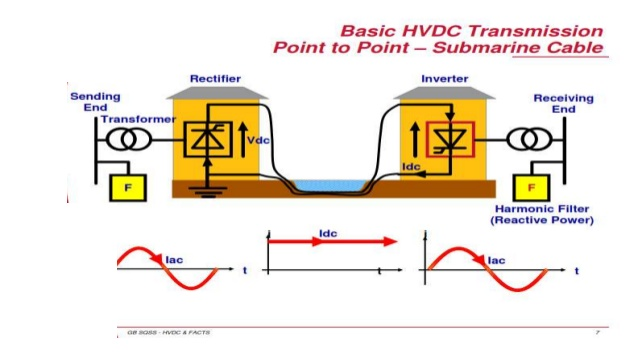 Basic HVDC Transmission
Point to Point – Submarine Cable
Rectifier
Inverter
Sending
End
Transformer
Receiving
End
Vdc
Idc
F
F
Harmonic Filter
(Reactive Power)
Iac
t
Idc
t
Iac
t
GB SQSS - HVDC & FACTS
7